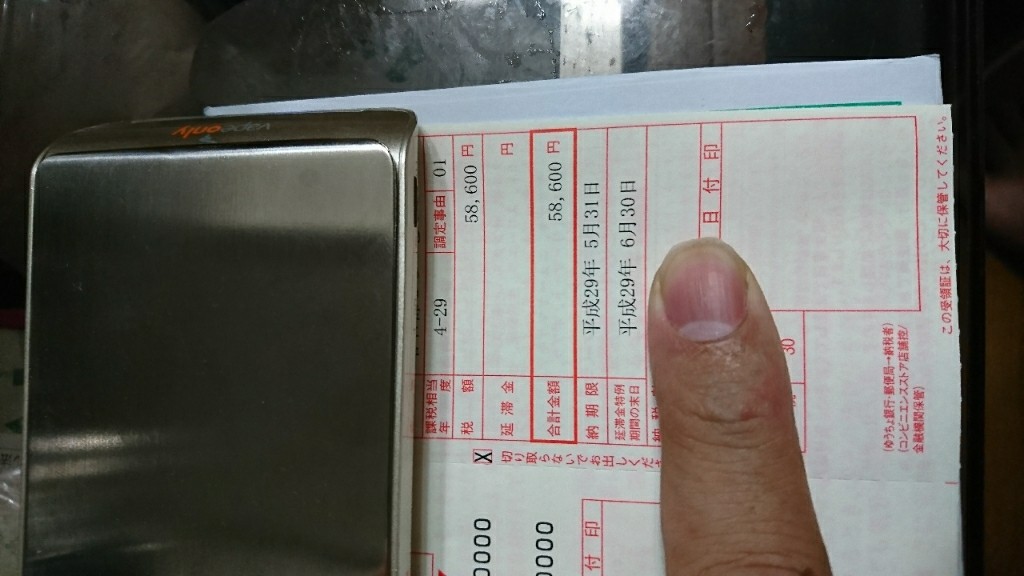 vapeonly
課税相当年度 4-29 調定事由 01
税額 58,600 円
延滞金 円
合計金額 58,600 円
納期限 平成29年 5月31日
延滞金特例期間の末日 平成29年 6月30日
日付印
30
(ゆうちょ銀行・郵便局→納税者)
(コンビニエンスストア店舗控/
金融機関保管)
この受領証は、大切に保管してください。
切り取らないでお出しくだ
0000
0000
付 印